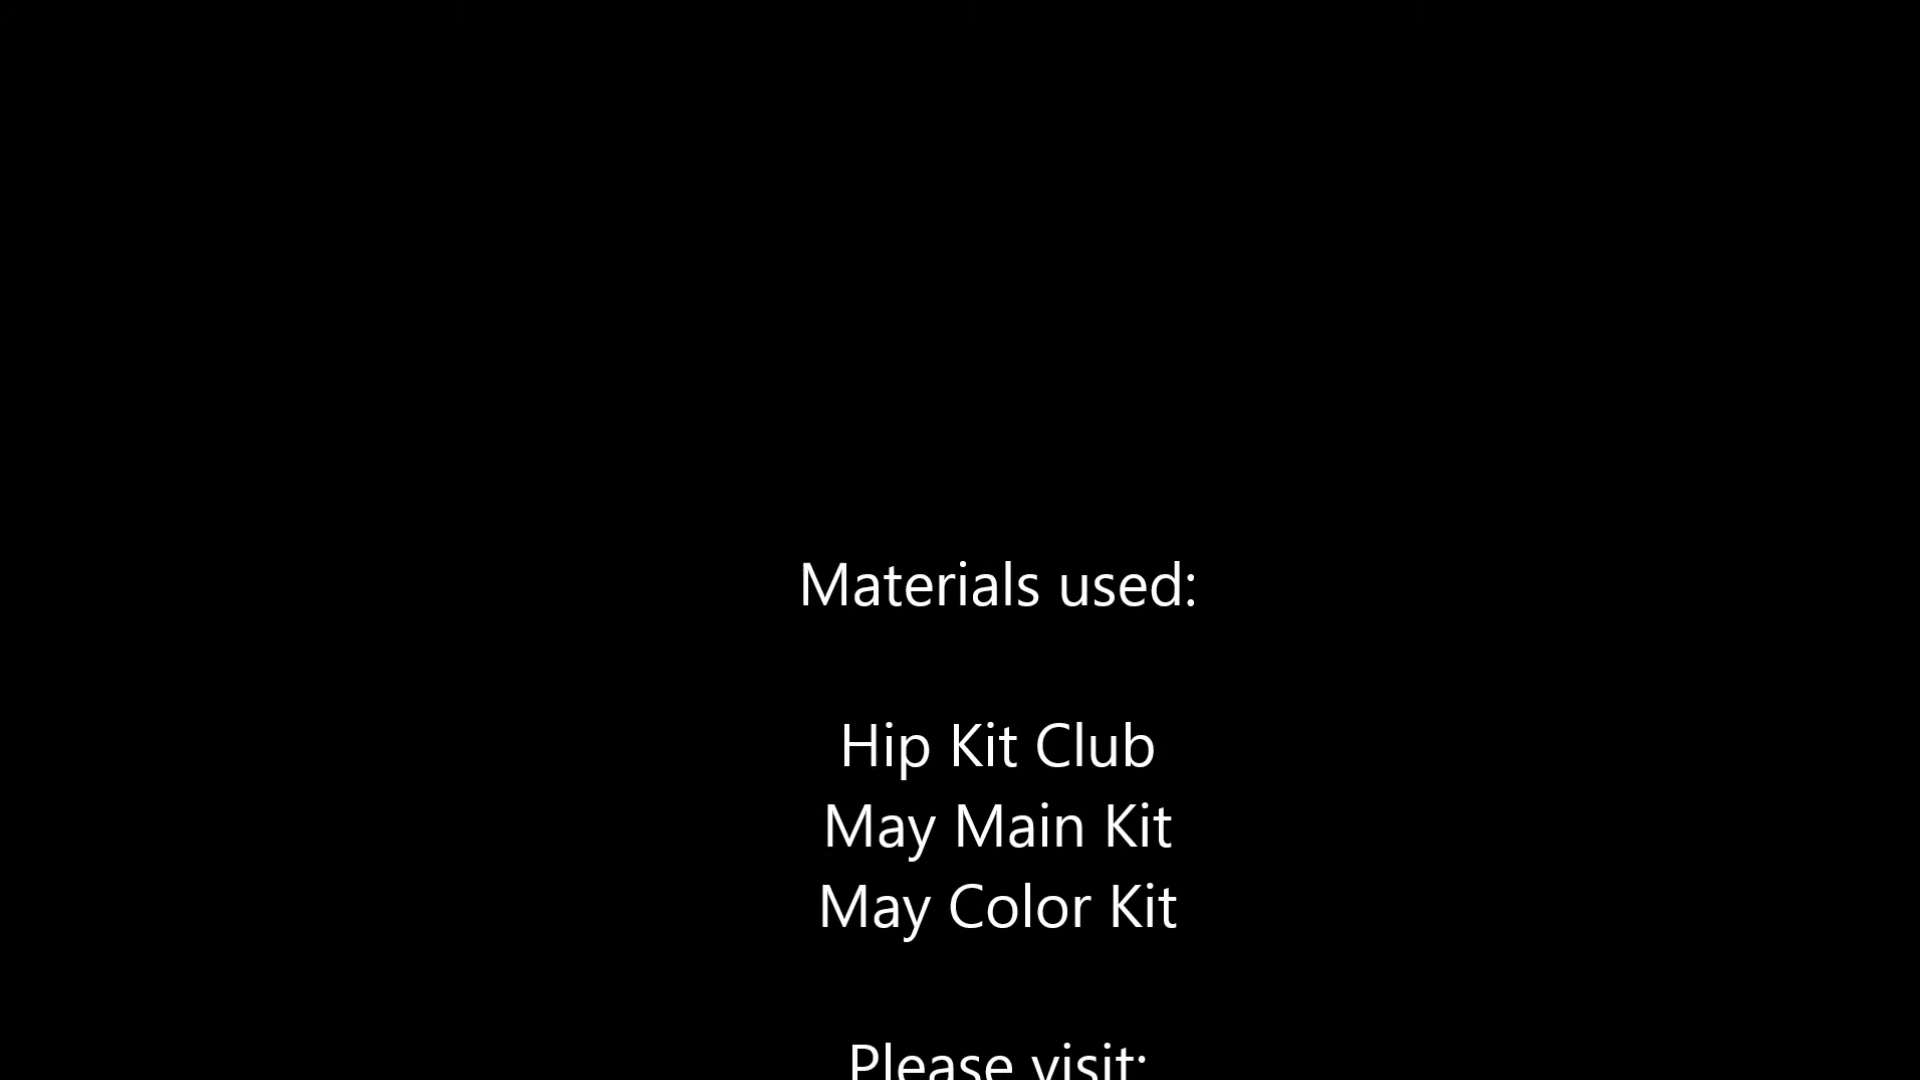 Materials used:
Hip Kit Club
May Main Kit
May Color Kit
Please visit: